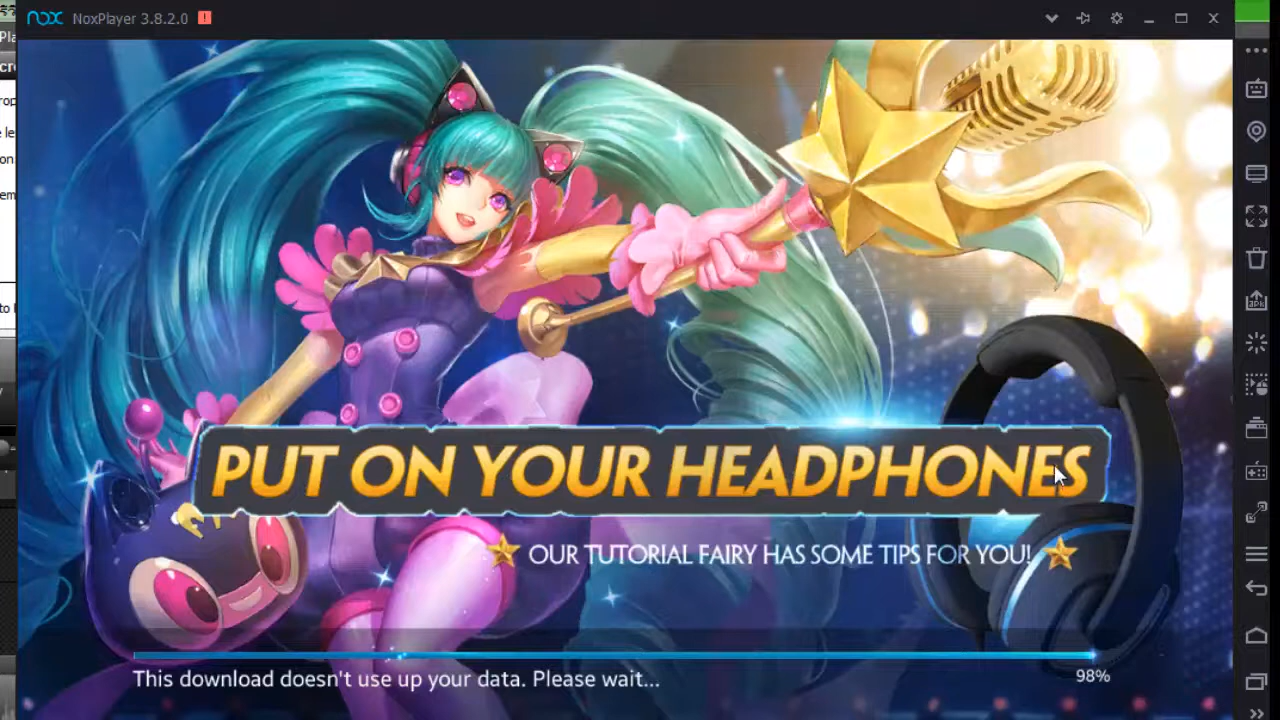 nox NoxPlayer 3.8.2.0
PUT ON YOUR HEADPHONES
OUR TUTORIAL FAIRY HAS SOME TIPS FOR YOU!
This download doesn't use up your data. Please wait...
98%